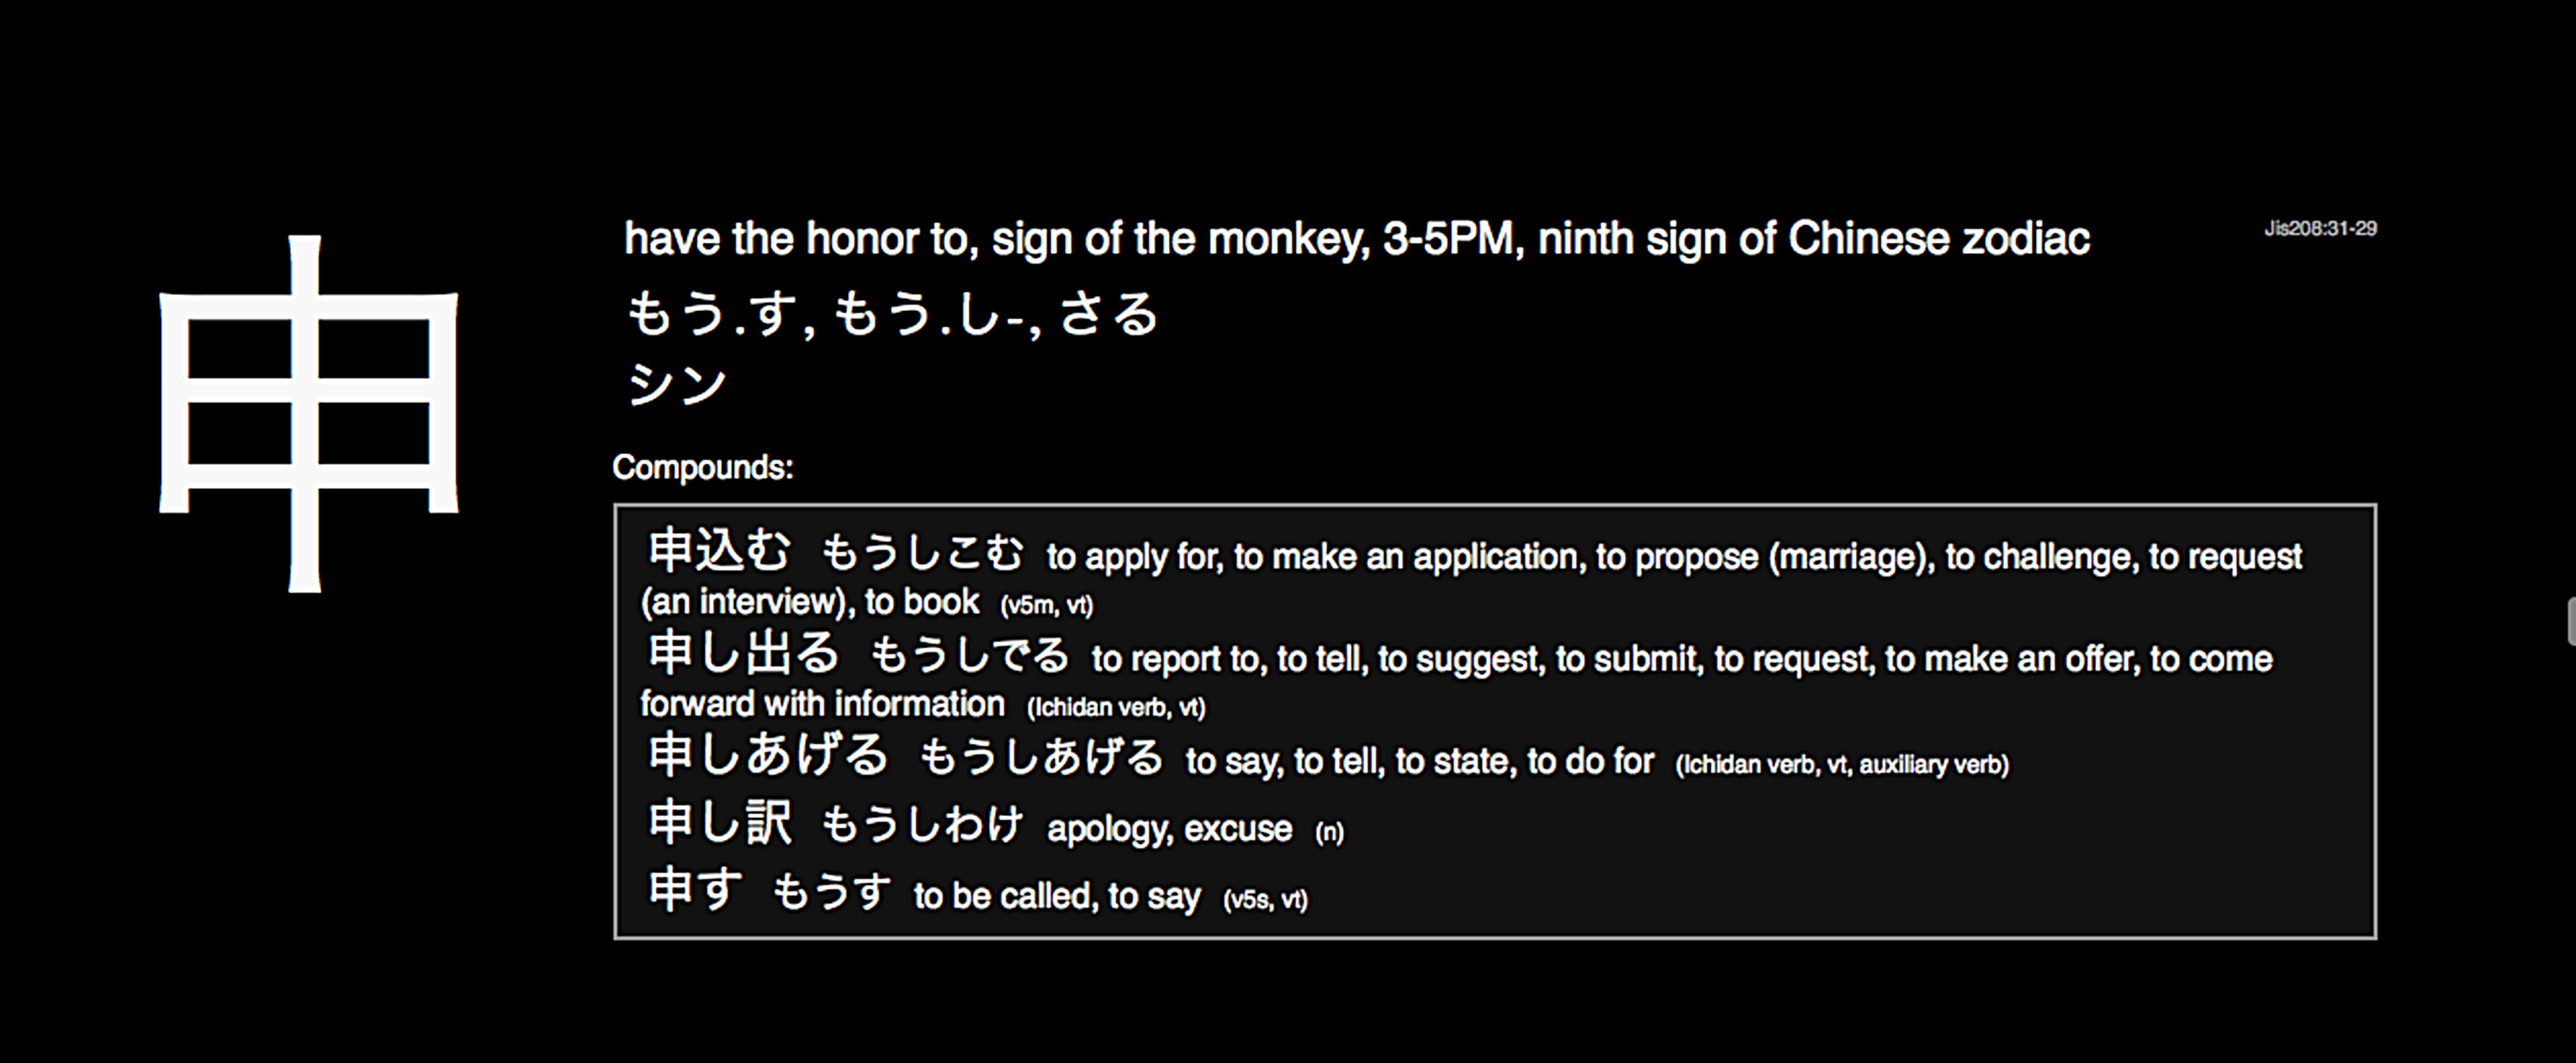 申
have the honor to, sign of the monkey, 3-5PM, ninth sign of Chinese zodiac
Jis208:31-29
もう.す, もう.し-, さる
シン
Compounds:
申込む もうしこむ to apply for, to make an application, to propose (marriage), to challenge, to request
(an interview), to book (v5m, vt)
申し出る もうしでる to report to, to tell, to suggest, to submit, to request, to make an offer, to come
forward with information (Ichidan verb, vt)
申しあげる もうしあげる to say, to tell, to state, to do for (Ichidan verb, vt, auxiliary verb)
申し訳 もうしわけ apology, excuse (n)
申す もうす to be called, to say (v5s, vt)